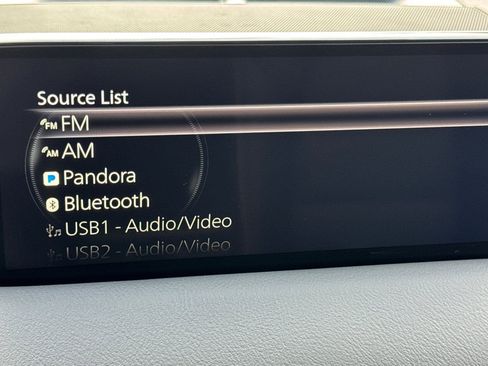 Source List
FM FM
AM AM
Pandora
Bluetooth
USB1 - Audio/Video
USB2 - Audio/Video